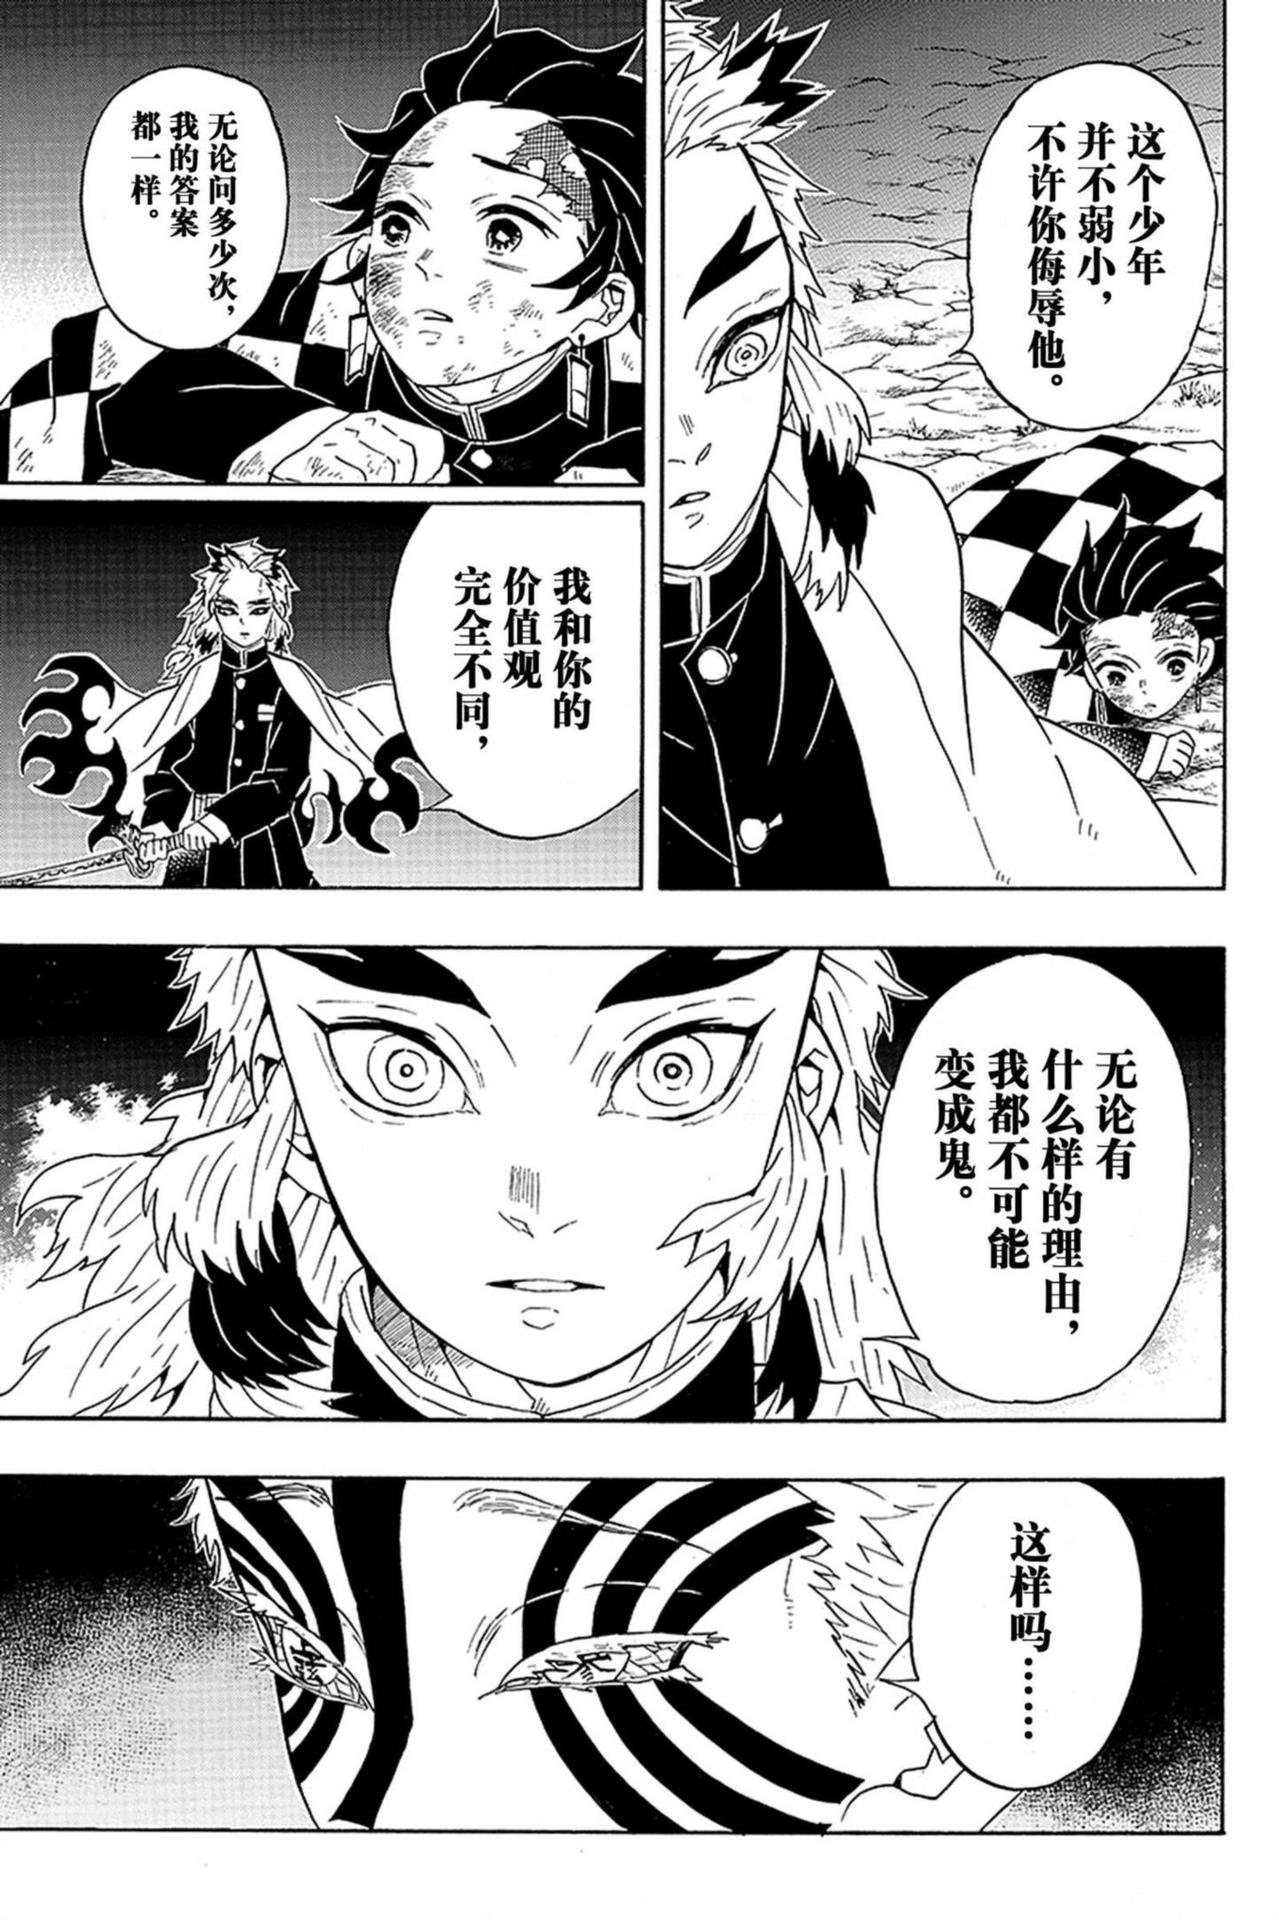 这个少年
并不弱小，
不许你侮辱他。
无论问多少次，
我的答案
都一样。
我和你的
价值观
完全不同，
无论有
什么样的理由，
我都不可能
变成鬼。
这样吗……